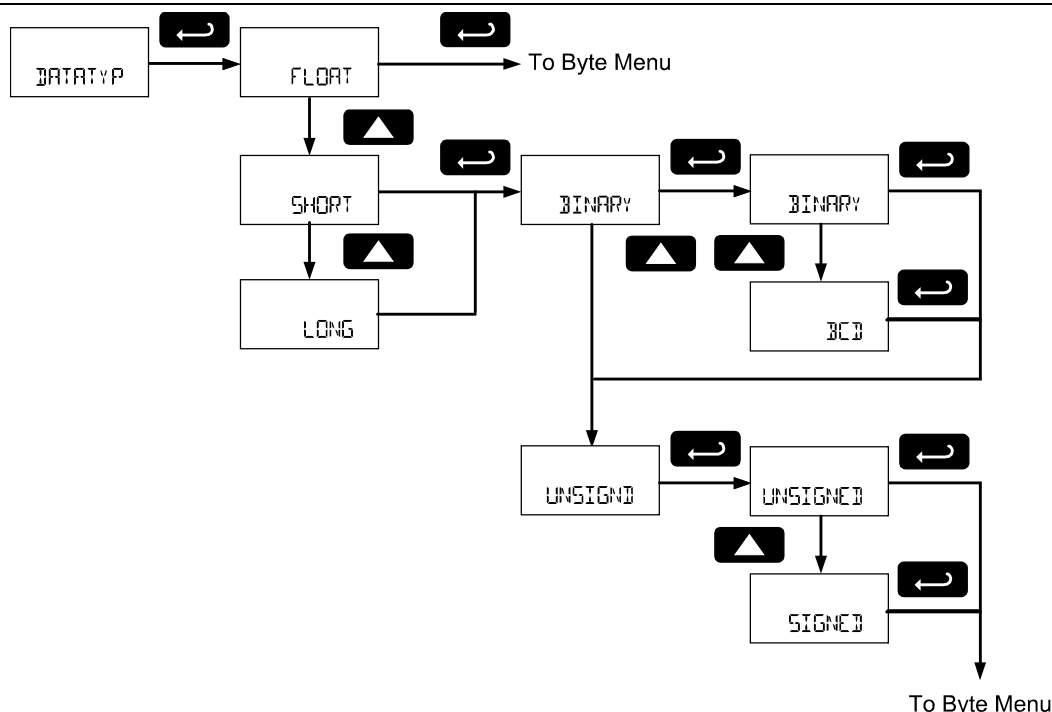 DATATYP
FLOAT
To Byte Menu
SHORT
BINARY
BINARY
LONG
BCD
UNSIGND
UNSIGNED
SIGNED
To Byte Menu